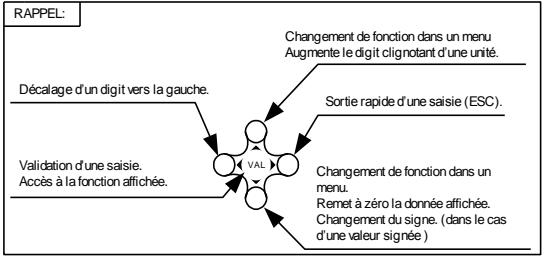 RAPPEL:
Changement de fonction dans un menu
Augmente le digit clignotant d'une unité.
Décalage d'un digit vers la gauche.
Sortie rapide d'une saisie (ESC).
Validation d'une saisie.
Accès à la fonction affichée.
VAL
Changement de fonction dans un
menu.
Remet à zéro la donnée affichée.
Changement du signe. (dans le cas
d'une valeur signée )